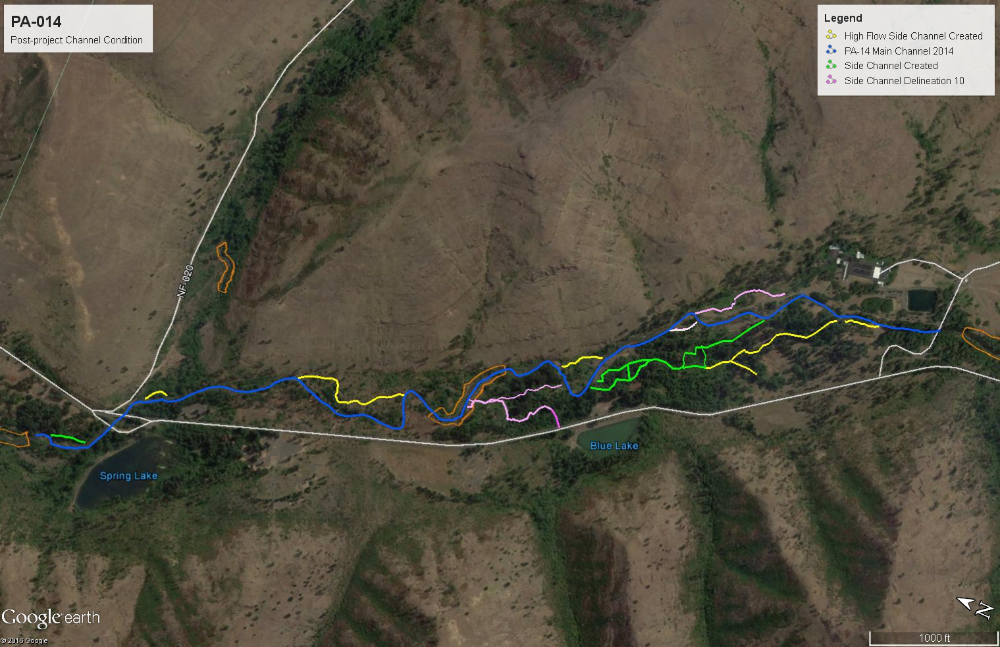 PA-014
Post-project Channel Condition
Legend
High Flow Side Channel Created
PA-14 Main Channel 2014
Side Channel Created
Side Channel Delineation 10
NF-020
Blue Lake
Spring Lake
Google earth
© 2016 Google
N
1000 ft